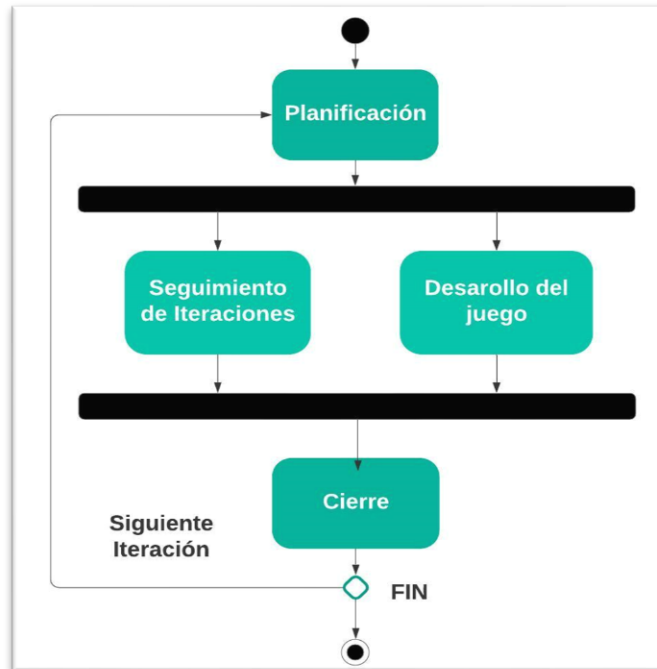 Planificación
Seguimiento
de Iteraciones
Desarollo del
juego
Cierre
Siguiente
Iteración
FIN